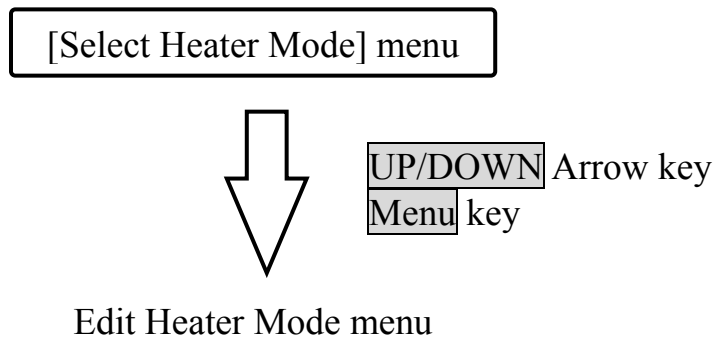 [Select Heater Mode] menu
UP/DOWN Arrow key
Menu key
Edit Heater Mode menu